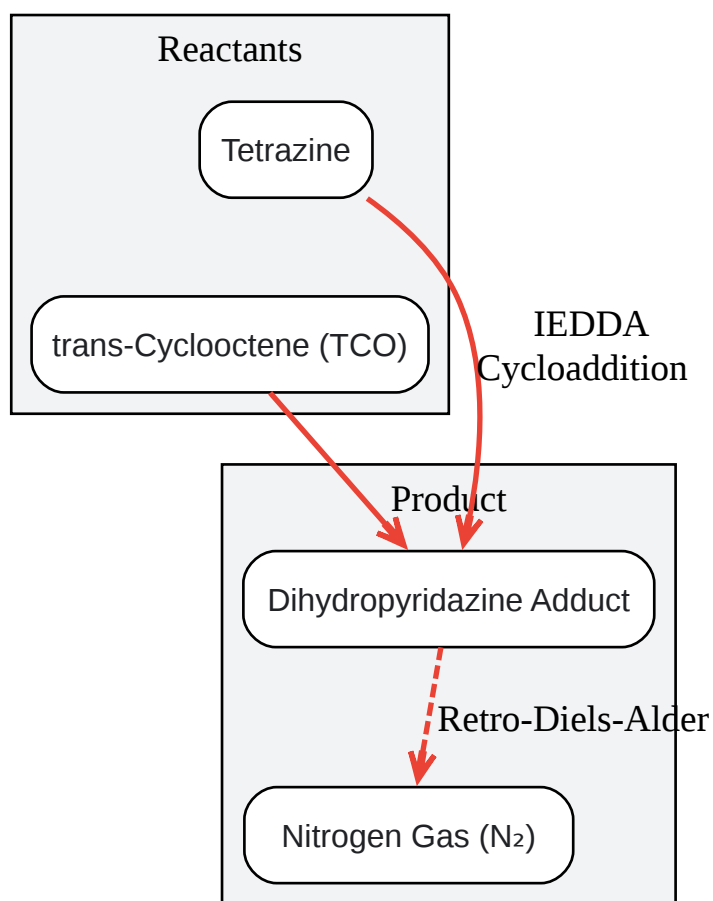 Reactants
Tetrazine
trans-Cyclooctene (TCO)
IEDDA
Cycloaddition
Product
Dihydropyridazine Adduct
Retro-Diels-Alder
Nitrogen Gas (N₂)